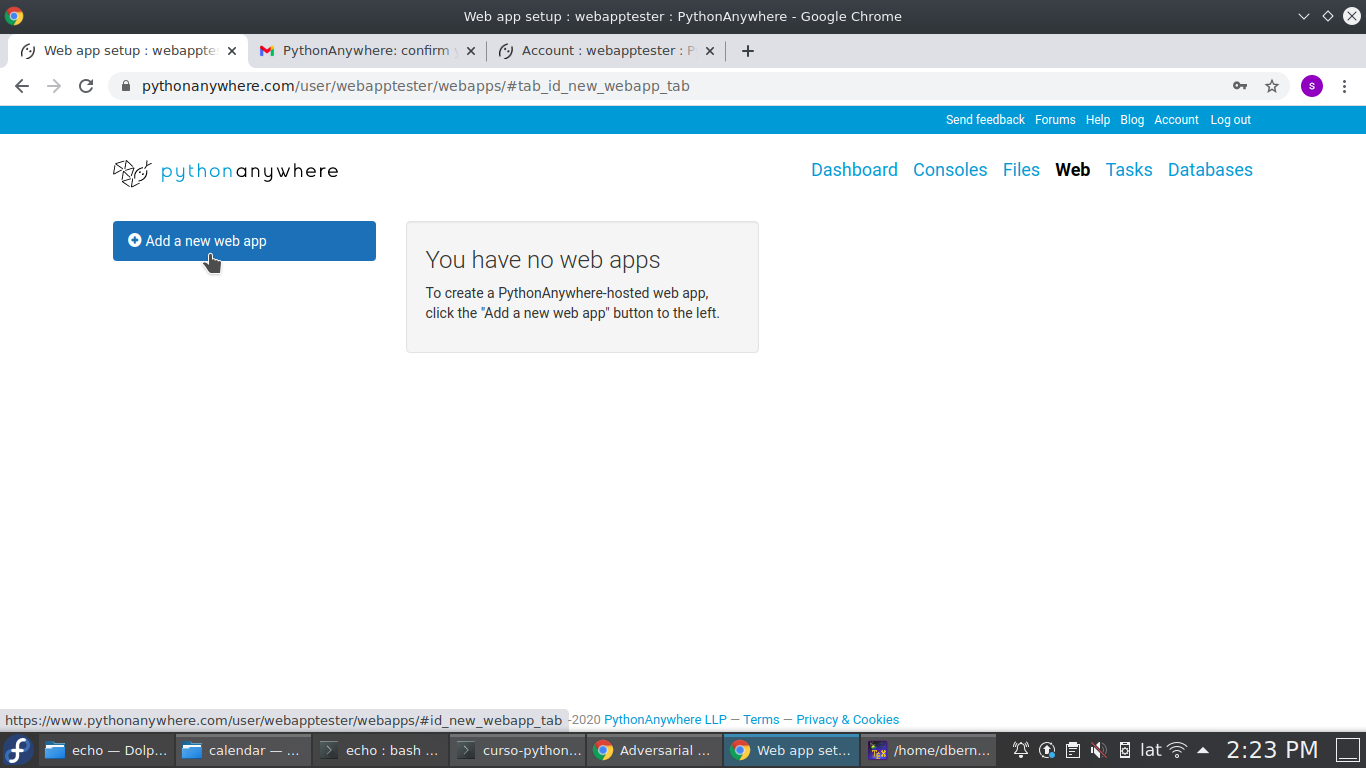 Web app setup : webapptester : PythonAnywhere - Google Chrome
Web app setup : webappte
PythonAnywhere: confirm
Account : webapptester : P
pythonanywhere.com/user/webapptester/webapps/#tab_id_new_webapp_tab
s
Send feedback Forums Help Blog Account Log out
pythonanywhere
Dashboard Consoles Files Web Tasks Databases
Add a new web app
You have no web apps
To create a PythonAnywhere-hosted web app,
click the "Add a new web app" button to the left.
https://www.pythonanywhere.com/user/webapptester/webapps/#id_new_webapp_tab
-2020 PythonAnywhere LLP — Terms — Privacy & Cookies
echo — Dolp...
calendar — ...
echo : bash ...
curso-python...
Adversarial ...
Web app set...
/home/dbern...
lat
2:23 PM